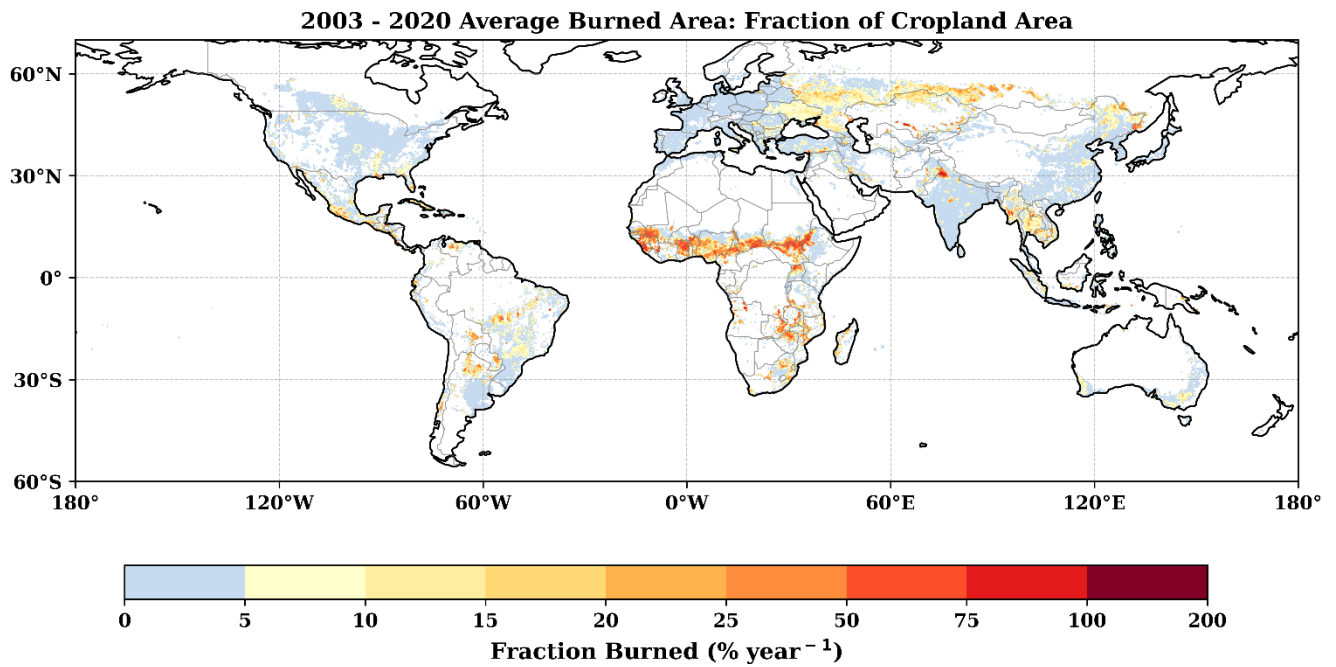 2003 - 2020 Average Burned Area: Fraction of Cropland Area
60°N
30°N
0°
30°S
60°S
180° 120°W 60°W 0°W 60°E 120°E 180°
0 5 10 15 20 25 50 75 100 200
Fraction Burned (% year⁻¹)